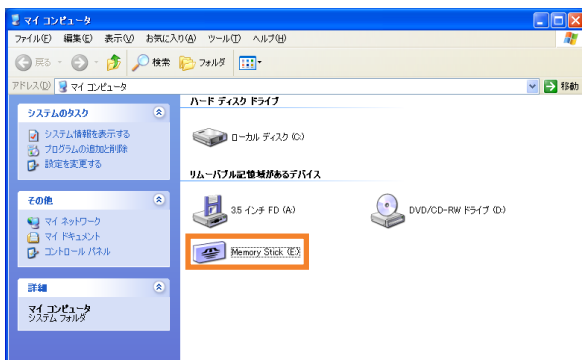 マイ コンピュータ
ファイル(F) 編集(E) 表示(V) お気に入り(A) ツール(T) ヘルプ(H)
戻る 検索 フォルダ
アドレス(D) マイ コンピュータ 移動
システムのタスク
システム情報を表示する
プログラムの追加と削除
設定を変更する
その他
マイ ネットワーク
マイ ドキュメント
コントロール パネル
詳細
マイ コンピュータ
システム フォルダ
ハード ディスク ドライブ
ローカル ディスク (C:)
リムーバブル記憶域があるデバイス
3.5 インチ FD (A:)
DVD/CD-RW ドライブ (D:)
Memory Stick (E:)